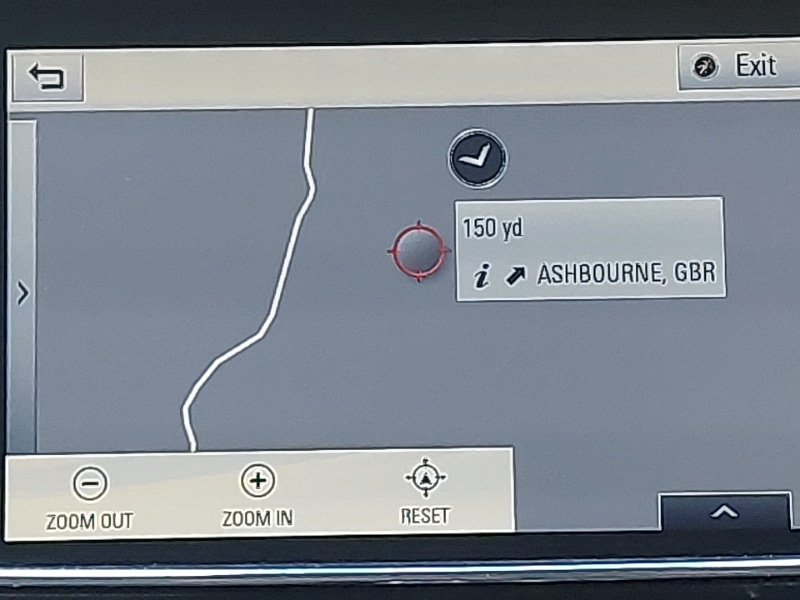 Exit
150 yd
i ASHBOURNE, GBR
ZOOM OUT
ZOOM IN
RESET